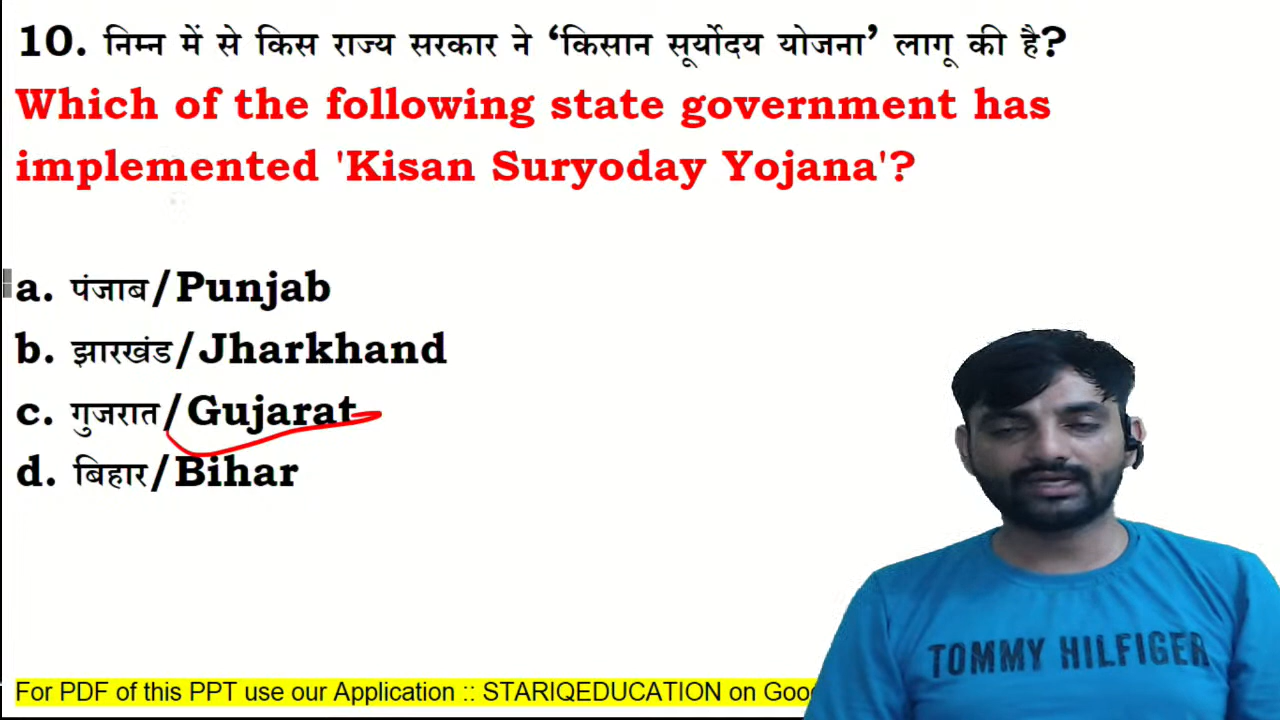 10. निम्न में से किस राज्य सरकार ने ‘किसान सूर्योदय योजना’ लागू की है?
Which of the following state government has
implemented 'Kisan Suryoday Yojana'?
a. पंजाब/Punjab
b. झारखंड/Jharkhand
c. गुजरात/Gujarat
d. बिहार/Bihar
TOMMY HILFIGER
For PDF of this PPT use our Application :: STARIQEDUCATION on